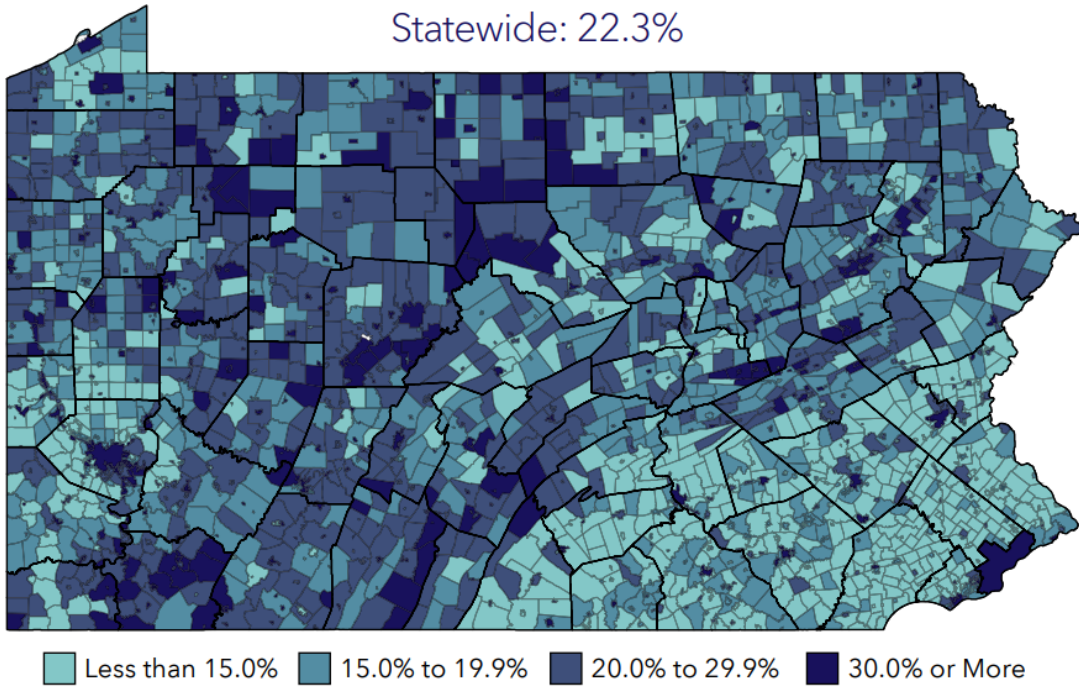 Statewide: 22.3%
Less than 15.0% 15.0% to 19.9% 20.0% to 29.9% 30.0% or More